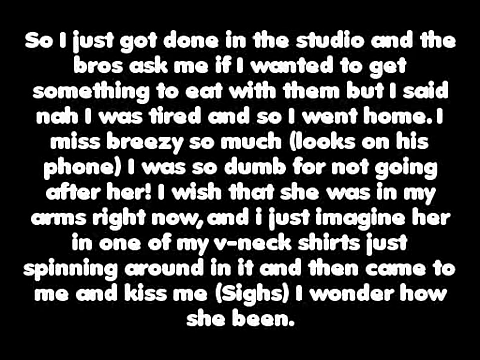 So I just got done in the studio and the
bros ask me if I wanted to get
something to eat with them but I said
nah I was tired and so I went home. I
miss breezy so much (looks on his
phone) I was so dumb for not going
after her! I wish that she was in my
arms right now, and i just imagine her
in one of my v-neck shirts just
spinning around in it and then came to
me and kiss me (Sighs) I wonder how
she been.